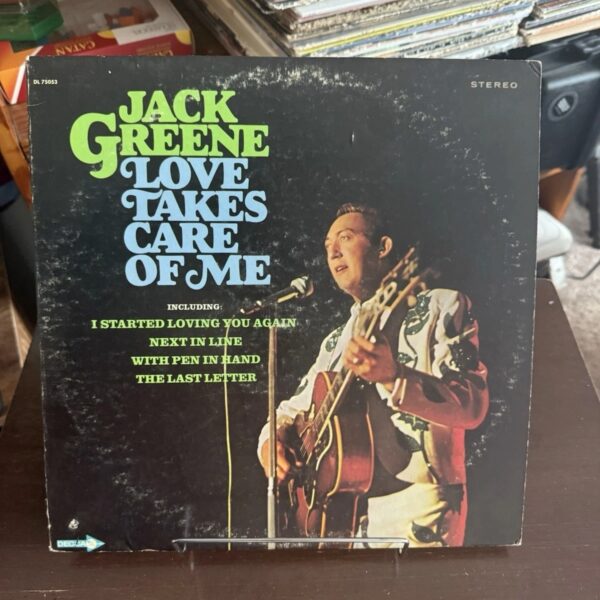 CATAN
DL 75053
STEREO
JACK
GREENE
LOVE
TAKES
CARE
OF ME
INCLUDING:
I STARTED LOVING YOU AGAIN
NEXT IN LINE
WITH PEN IN HAND
THE LAST LETTER
DECCA